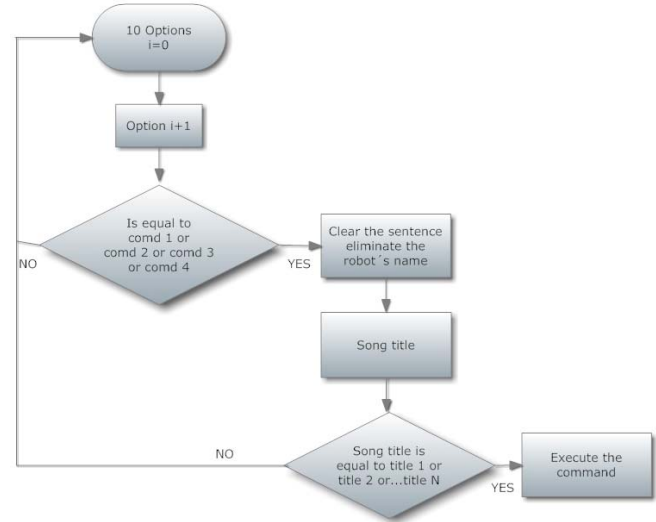 10 Options
i=0
Option i+1
Is equal to
comd 1 or
comd 2 or comd 3
or comd 4
NO
YES
Clear the sentence
eliminate the
robot´s name
Song title
Song title is
equal to title 1 or
title 2 or...title N
NO
YES
Execute the
command